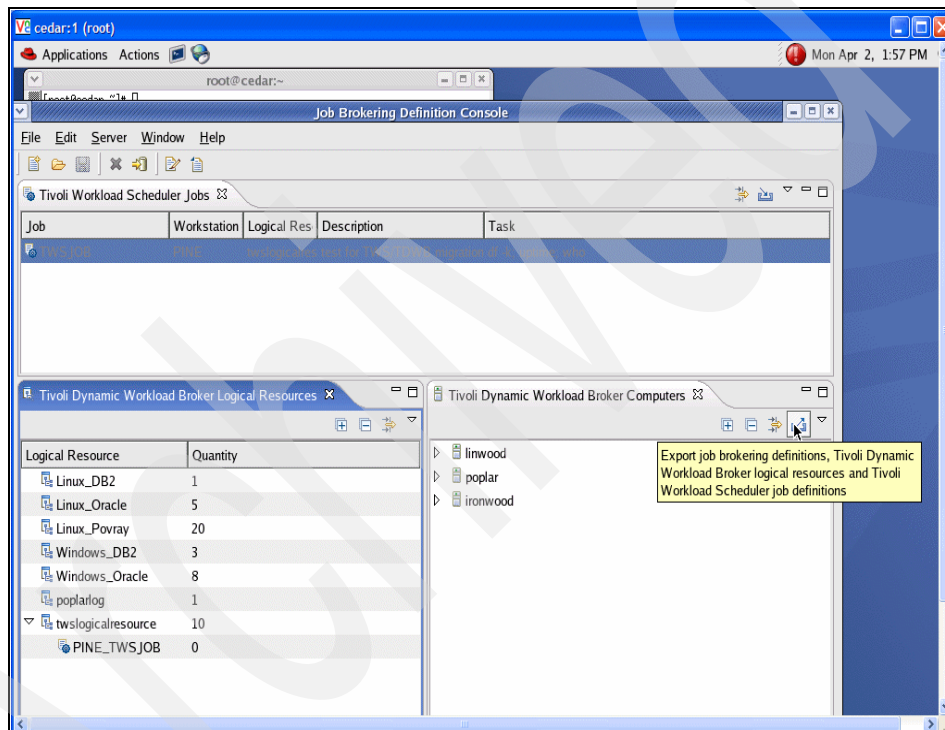 cedar:1 (root)
Applications Actions
Mon Apr 2, 1:57 PM
root@cedar:~
[root@cedar ~]#
Job Brokering Definition Console
File Edit Server Window Help
Tivoli Workload Scheduler Jobs
Job Workstation Logical Res Description Task
TWSJOB PINE
Tivoli Dynamic Workload Broker Logical Resources
Logical Resource Quantity
Linux_DB2 1
Linux_Oracle 5
Linux_Povray 20
Windows_DB2 3
Windows_Oracle 8
poplarlog 1
twslogicalresource 10
PINE_TWSJOB 0
Tivoli Dynamic Workload Broker Computers
linwood
poplar
ironwood
Export job brokering definitions, Tivoli Dynamic
Workload Broker logical resources and Tivoli
Workload Scheduler job definitions